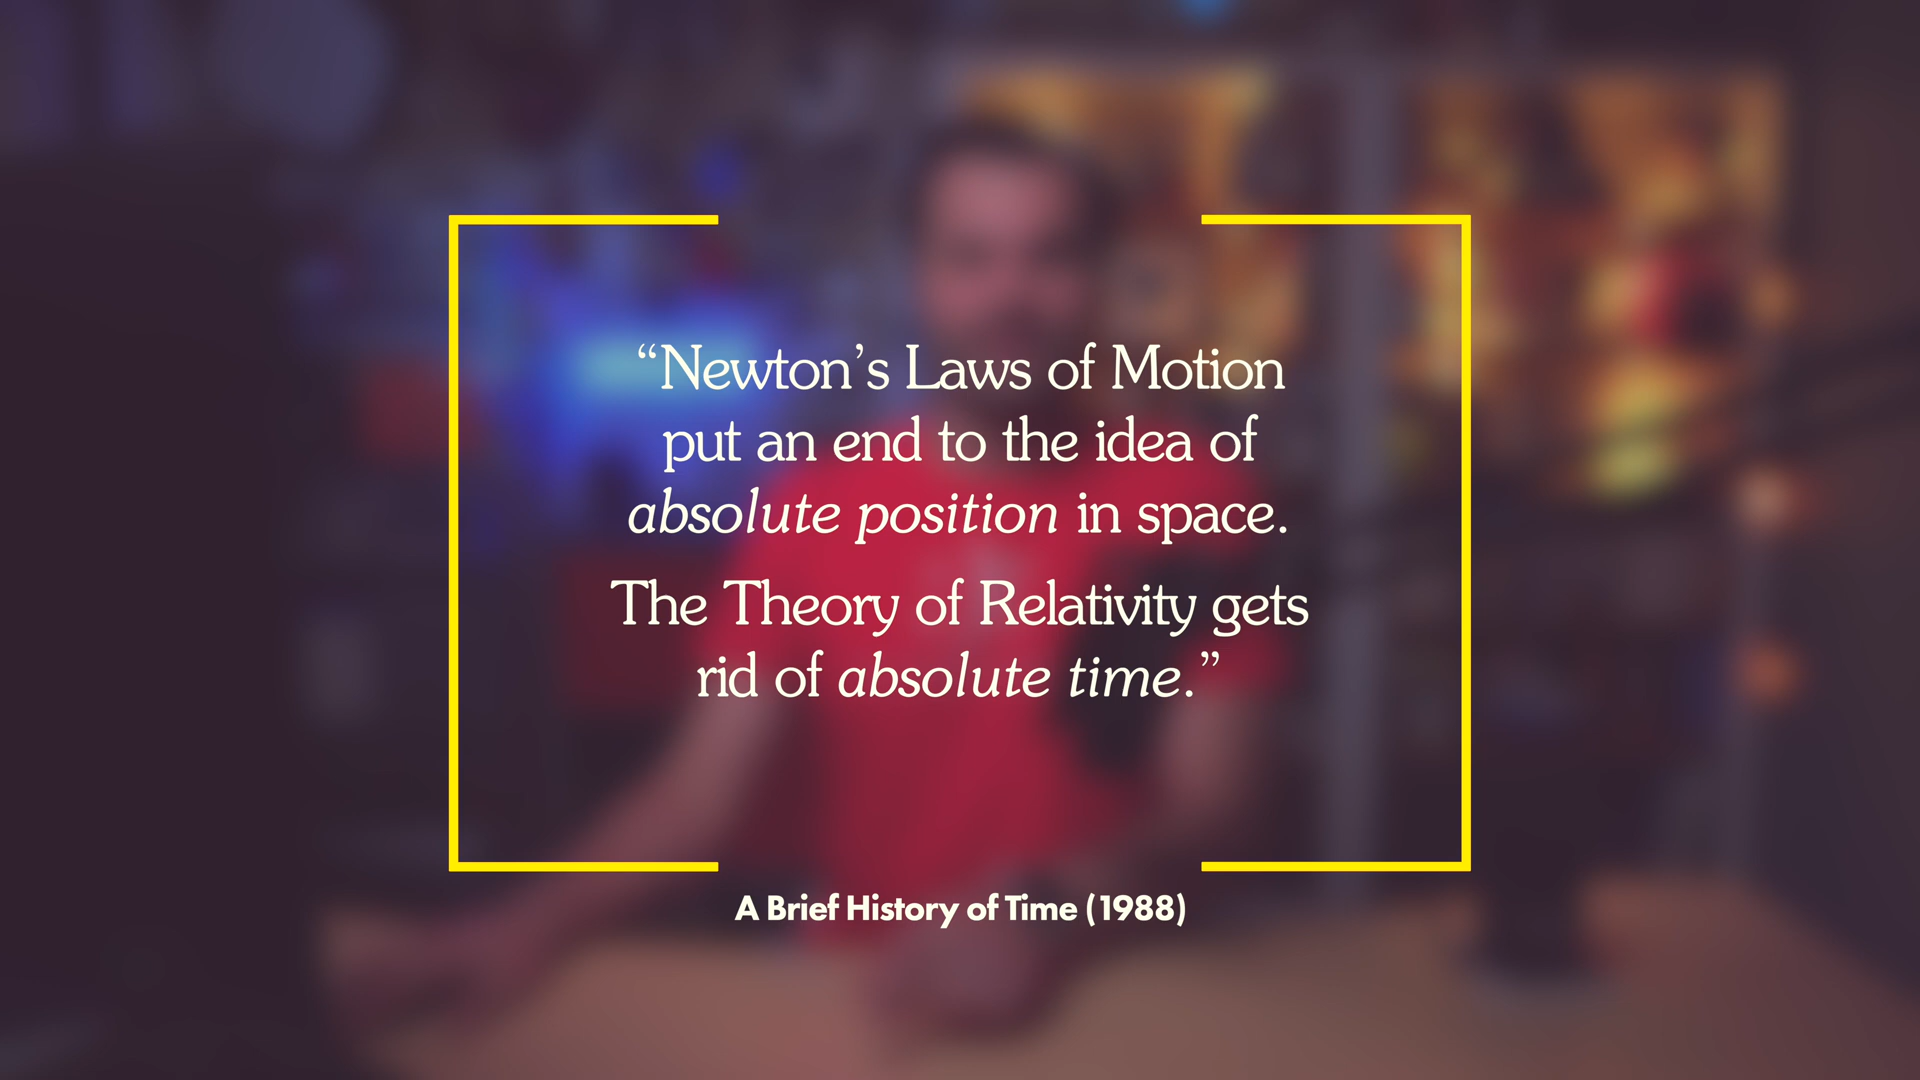 “Newton’s Laws of Motion
put an end to the idea of
absolute position in space.
The Theory of Relativity gets
rid of absolute time.”
A Brief History of Time (1988)